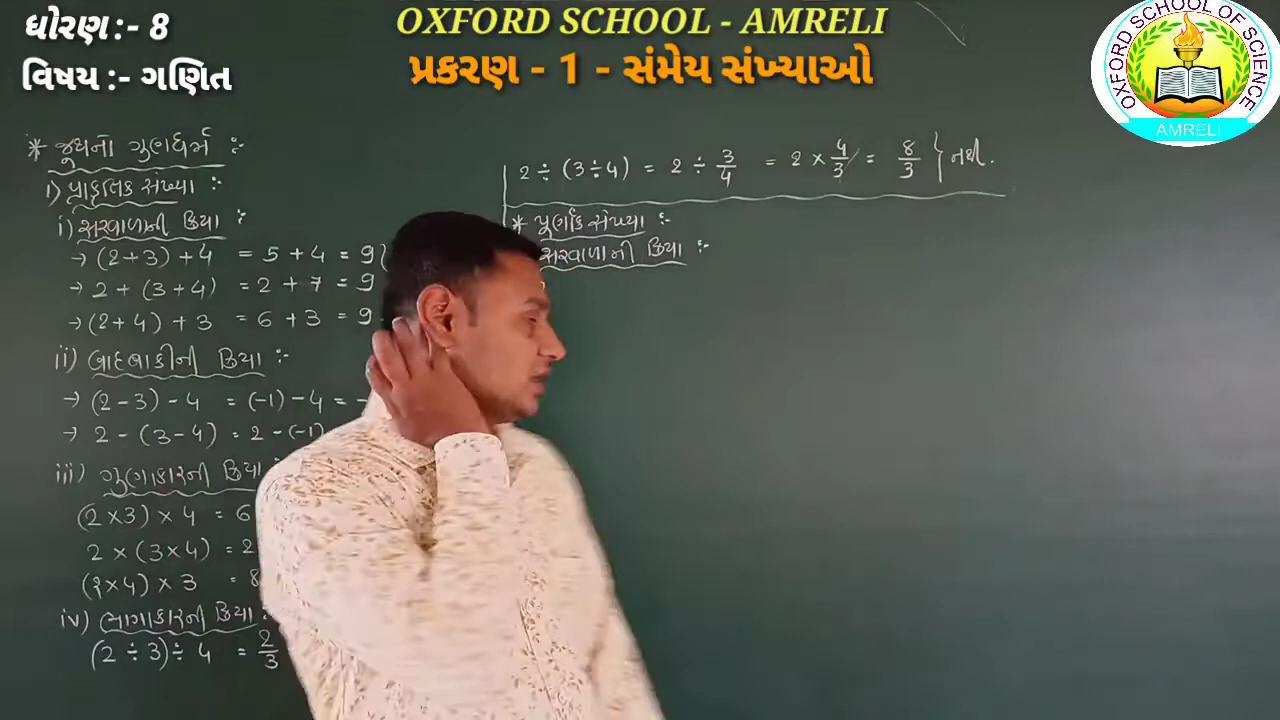 ધોરણ :- 8
વિષય :- ગણિત
OXFORD SCHOOL - AMRELI
પ્રકરણ - 1 - સંમેય સંખ્યાઓ
OXFORD SCHOOL OF SCIENCE
AMRELI
* જૂથનો ગુણધર્મ :-
1) પ્રાકૃતિક સંખ્યા :-
i) સરવાળાની ક્રિયા :-
→ (2+3) + 4 = 5 + 4 = 9
→ 2 + (3+4) = 2 + 7 = 9
→ (2+4) + 3 = 6 + 3 = 9
ii) બાદબાકીની ક્રિયા :-
→ (2-3) - 4 = (-1) - 4 = -
→ 2 - (3-4) = 2 - (-1)
iii) ગુણાકારની ક્રિયા :
(2×3) × 4 = 6
2 × (3×4) = 2
(2×4) × 3 = 8
iv) ભાગાકારની ક્રિયા :
(2÷3) ÷ 4 = 2/3
2 ÷ (3÷4) = 2 ÷ 3/4 = 2 × 4/3 = 8/3 } નથી.
* પૂર્ણાંક સંખ્યા :-
સરવાળાની ક્રિયા :-